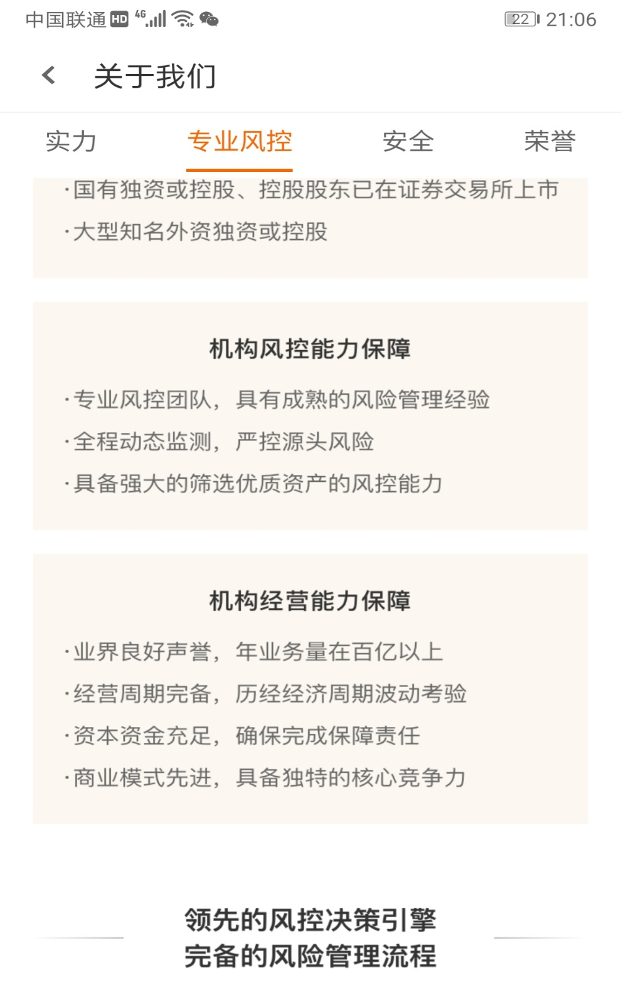 中国联通 HD 4G 22 21:06
关于我们
实力 专业风控 安全 荣誉
·国有独资或控股、控股股东已在证券交易所上市
·大型知名外资独资或控股
机构风控能力保障
·专业风控团队，具有成熟的风险管理经验
·全程动态监测，严控源头风险
·具备强大的筛选优质资产的风控能力
机构经营能力保障
·业界良好声誉，年业务量在百亿以上
·经营周期完备，历经经济周期波动考验
·资本资金充足，确保完成保障责任
·商业模式先进，具备独特的核心竞争力
领先的风控决策引擎
完备的风险管理流程